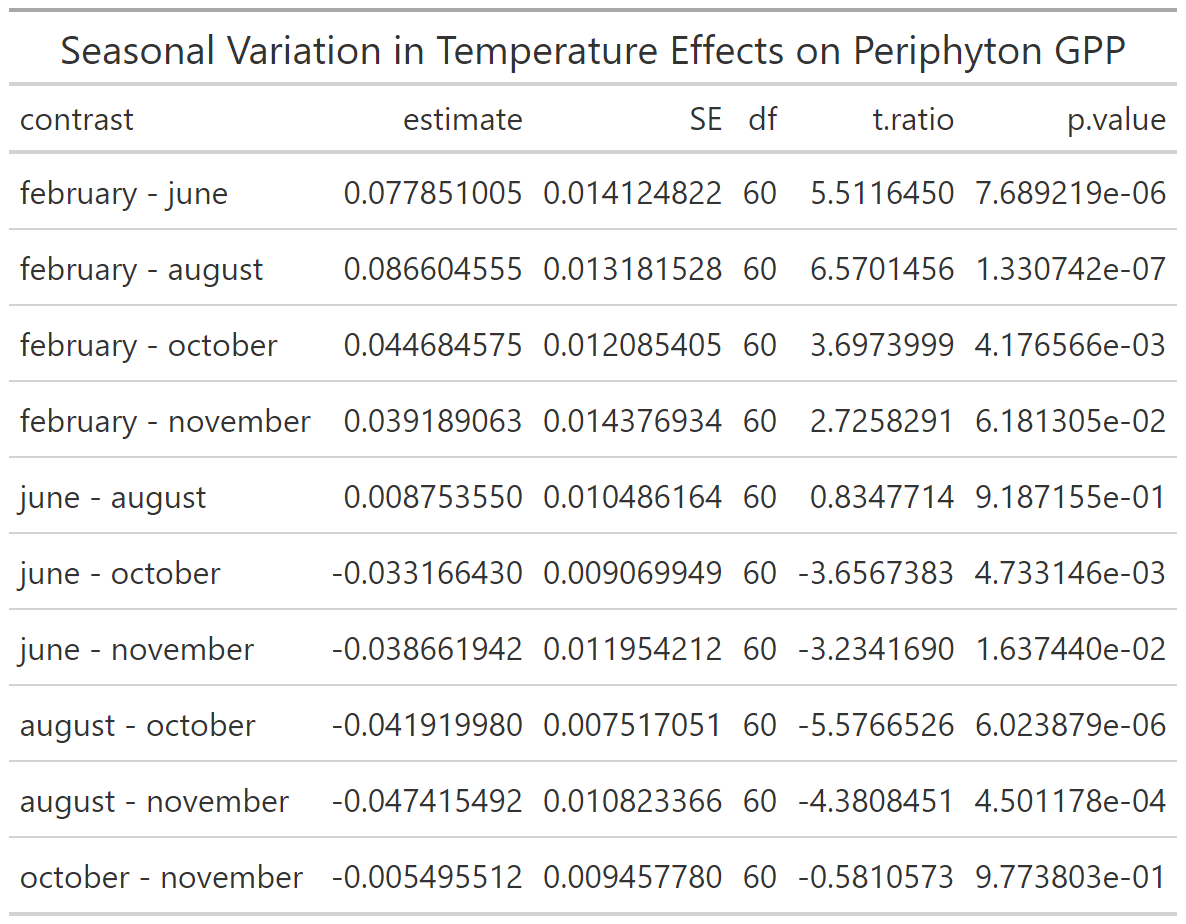 Seasonal Variation in Temperature Effects on Periphyton GPP
contrast estimate SE df t.ratio p.value
february - june 0.077851005 0.014124822 60 5.5116450 7.689219e-06
february - august 0.086604555 0.013181528 60 6.5701456 1.330742e-07
february - october 0.044684575 0.012085405 60 3.6973999 4.176566e-03
february - november 0.039189063 0.014376934 60 2.7258291 6.181305e-02
june - august 0.008753550 0.010486164 60 0.8347714 9.187155e-01
june - october -0.033166430 0.009069949 60 -3.6567383 4.733146e-03
june - november -0.038661942 0.011954212 60 -3.2341690 1.637440e-02
august - october -0.041919980 0.007517051 60 -5.5766526 6.023879e-06
august - november -0.047415492 0.010823366 60 -4.3808451 4.501178e-04
october - november -0.005495512 0.009457780 60 -0.5810573 9.773803e-01